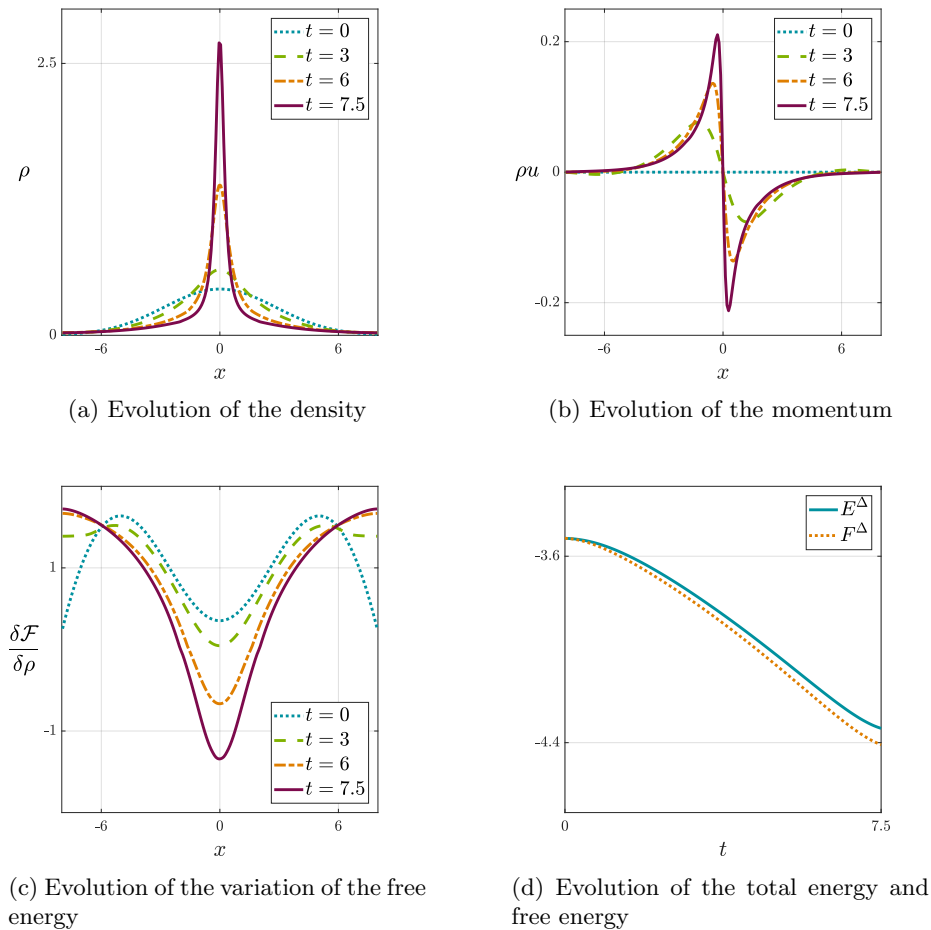 2.5
0
ρ
-6
0
6
x
t = 0
t = 3
t = 6
t = 7.5
(a) Evolution of the density
0.2
0
-0.2
ρu
-6
0
6
x
t = 0
t = 3
t = 6
t = 7.5
(b) Evolution of the momentum
1
-1
δℱ
δρ
-6
0
6
x
t = 0
t = 3
t = 6
t = 7.5
(c) Evolution of the variation of the free
energy
-3.6
-4.4
0
7.5
t
E^Δ
F^Δ
(d) Evolution of the total energy and
free energy